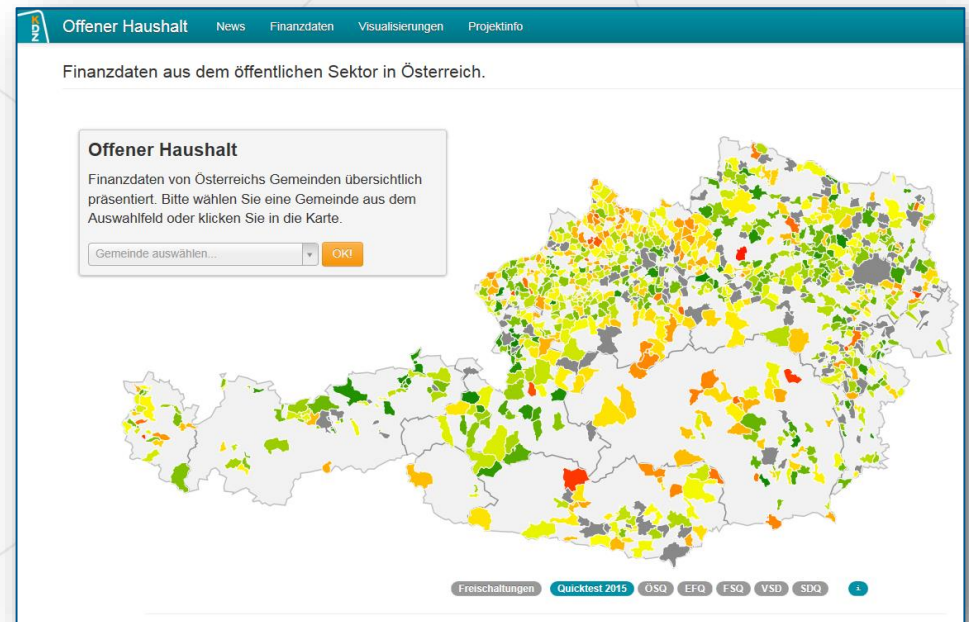 KDZ
Offener Haushalt
News
Finanzdaten
Visualisierungen
Projektinfo
Finanzdaten aus dem öffentlichen Sektor in Österreich.
Offener Haushalt
Finanzdaten von Österreichs Gemeinden übersichtlich
präsentiert. Bitte wählen Sie eine Gemeinde aus dem
Auswahlfeld oder klicken Sie in die Karte.
Gemeinde auswählen...
OK!
Freischaltungen
Quicktest 2015
ÖSQ
EFQ
FSQ
VSD
SDQ
i